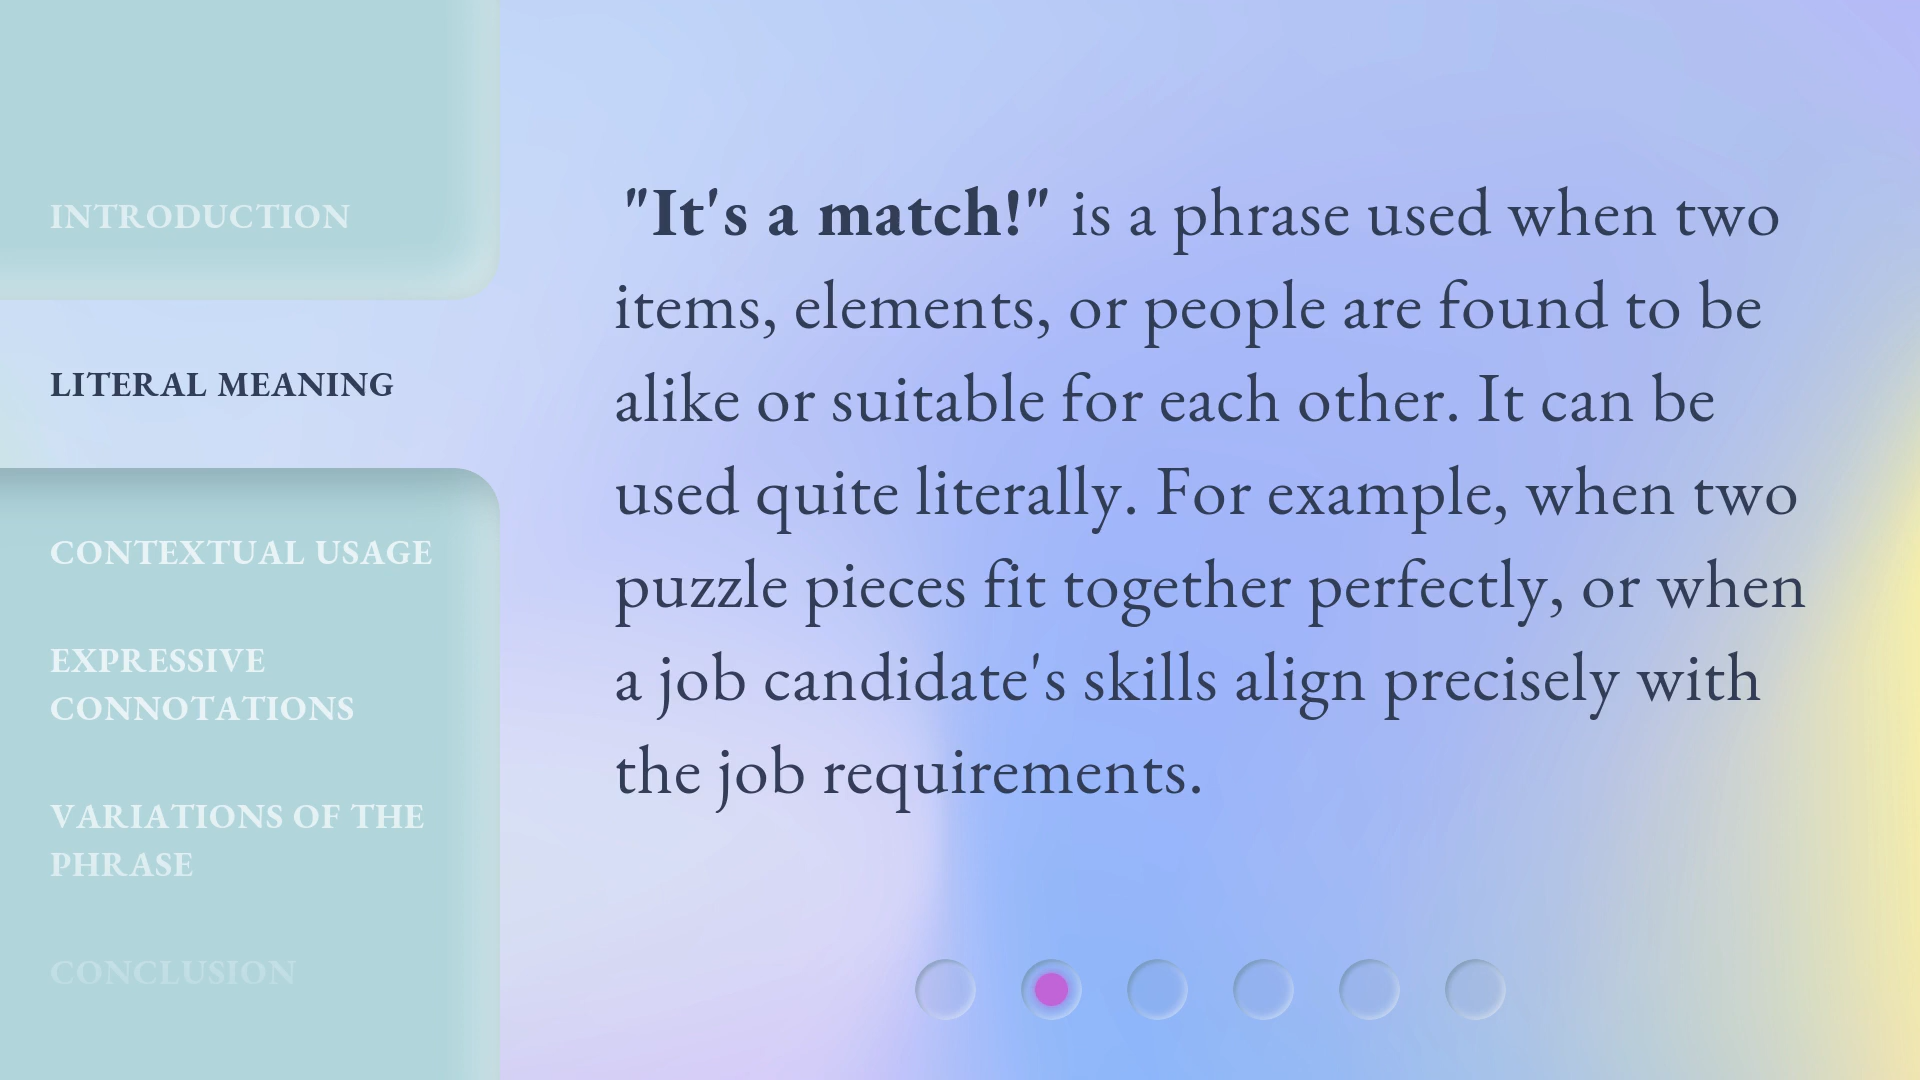 INTRODUCTION
LITERAL MEANING
CONTEXTUAL USAGE
EXPRESSIVE
CONNOTATIONS
VARIATIONS OF THE
PHRASE
CONCLUSION
"It's a match!" is a phrase used when two
items, elements, or people are found to be
alike or suitable for each other. It can be
used quite literally. For example, when two
puzzle pieces fit together perfectly, or when
a job candidate's skills align precisely with
the job requirements.